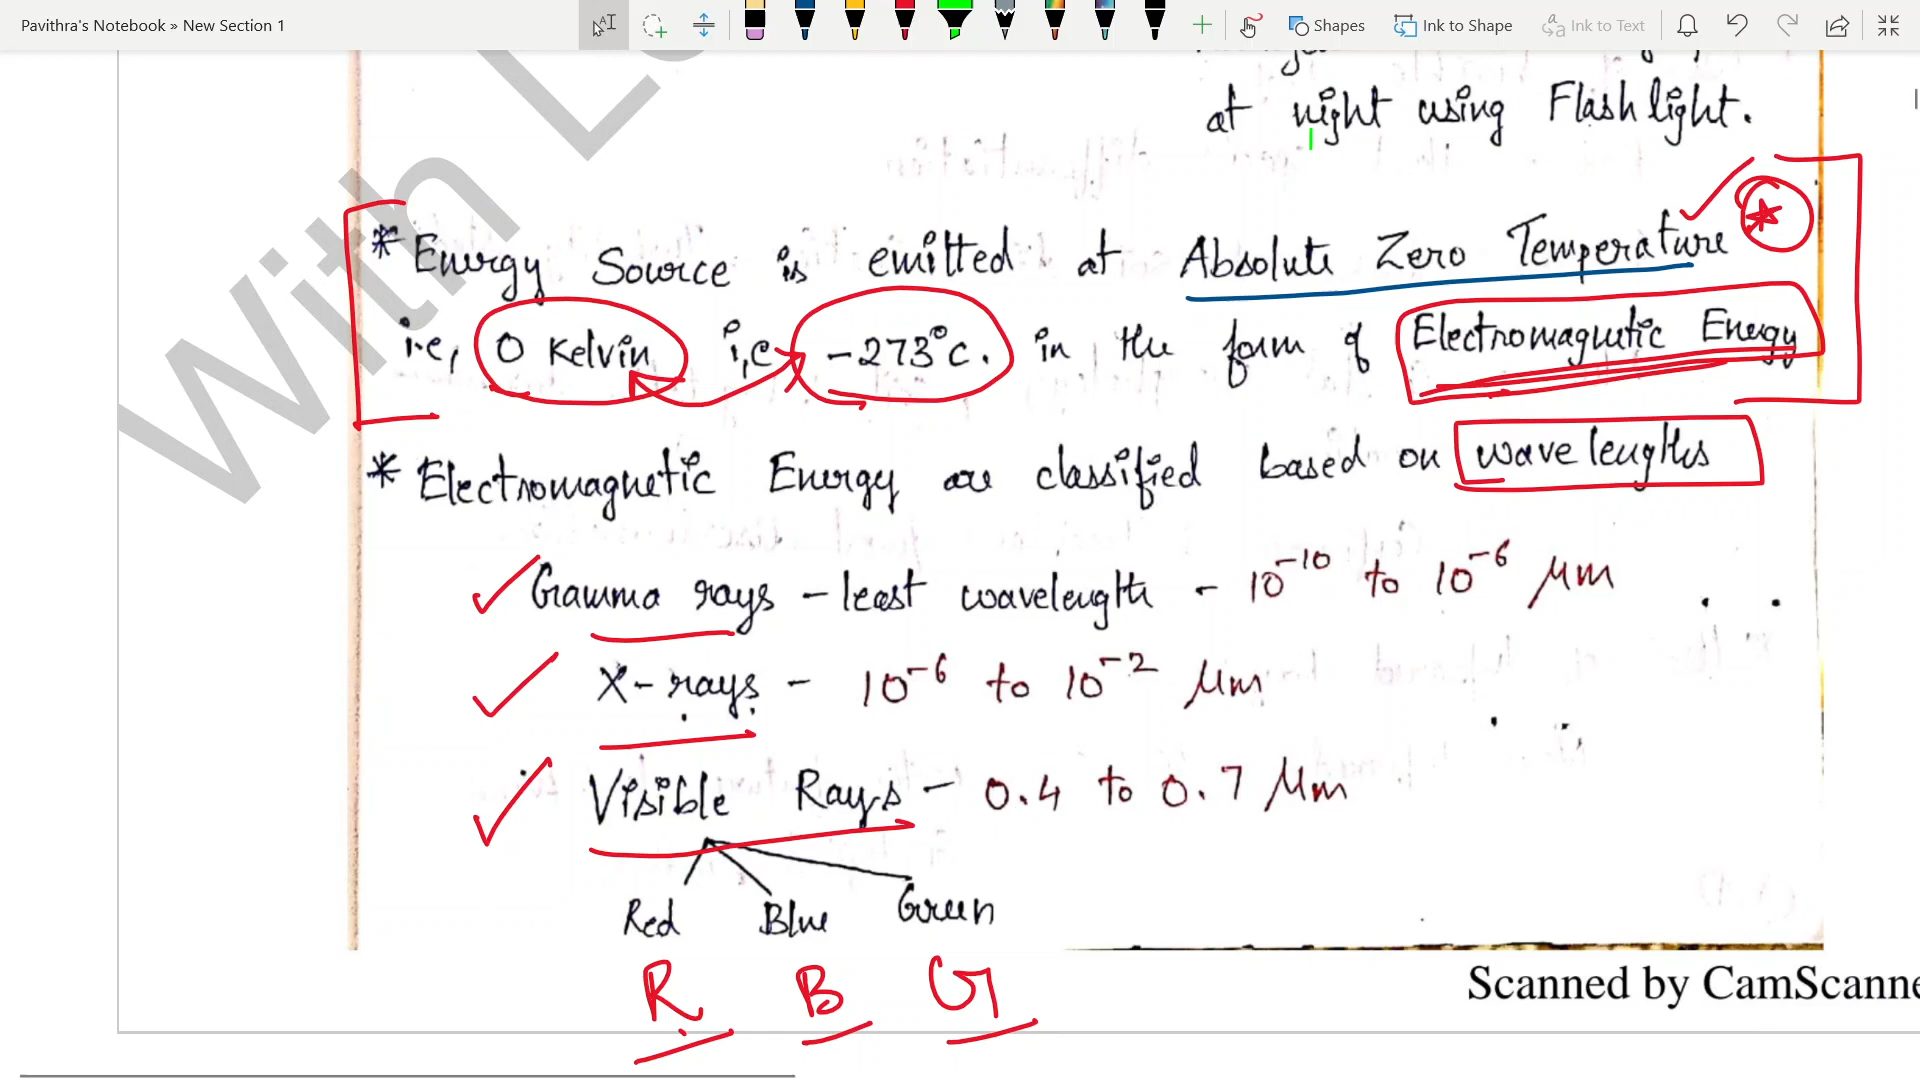 Pavithra's Notebook » New Section 1
Shapes
Ink to Shape
Ink to Text
at night using Flash light.
* Energy Source is emitted at Absolute Zero Temperature
i.e, 0 Kelvin i,e -273°c. in the form of Electromagnetic Energy
* Electromagnetic Energy are classified based on wavelengths
Gamma rays - least wavelength - 10⁻¹⁰ to 10⁻⁶ μm
X-rays - 10⁻⁶ to 10⁻² μm
Visible Rays - 0.4 to 0.7 μm
Red Blue Green
R B G
Scanned by CamScanne
With